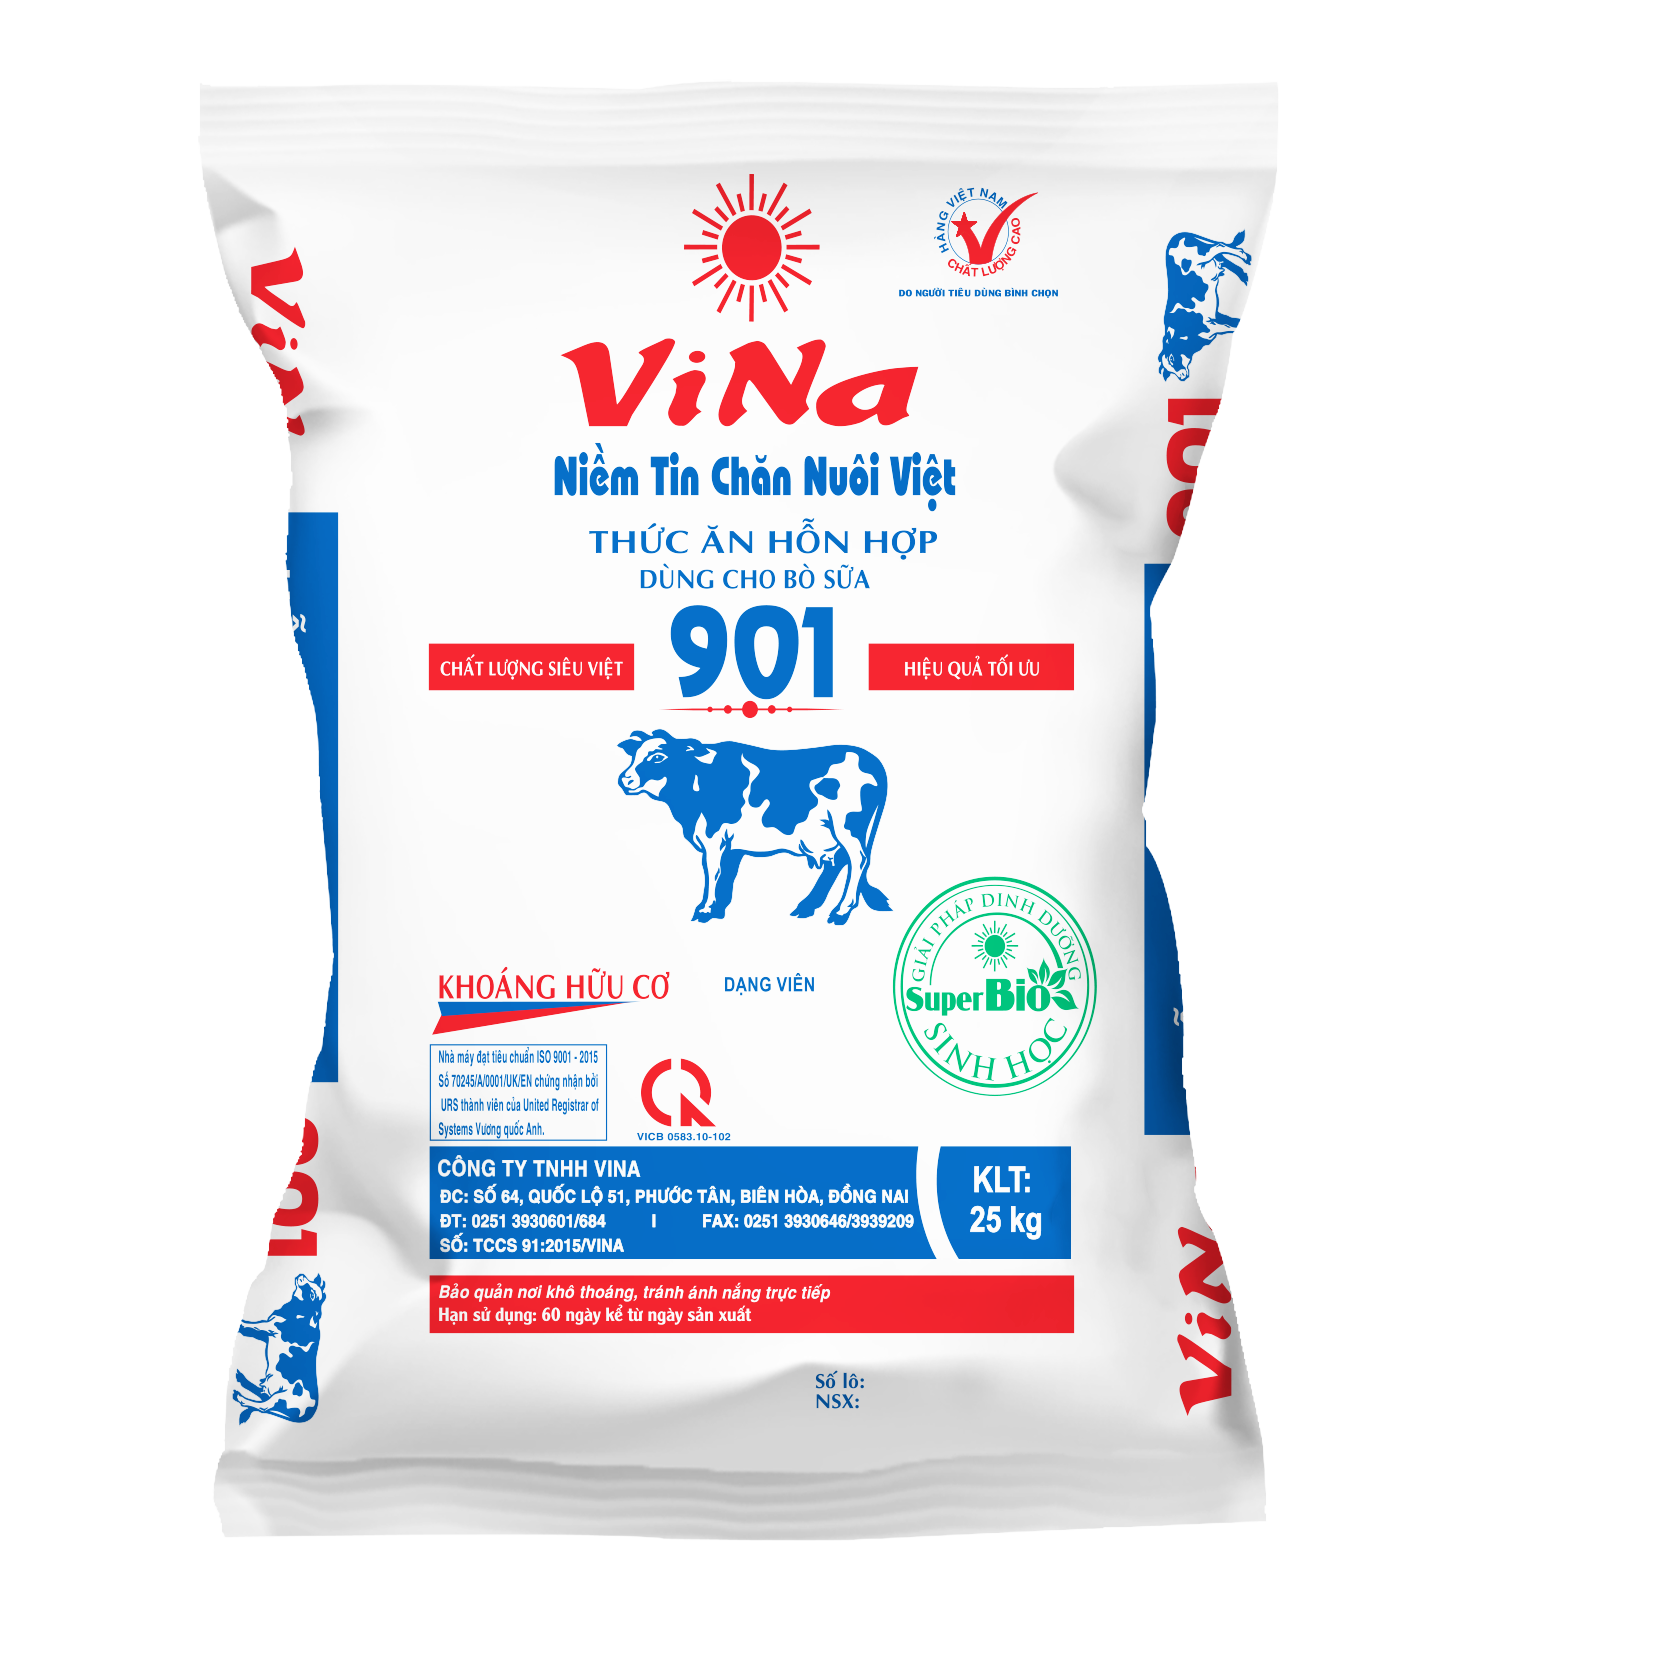 HÀNG VIỆT NAM
CHẤT LƯỢNG CAO
DO NGƯỜI TIÊU DÙNG BÌNH CHỌN
ViNa
Niềm Tin Chăn Nuôi Việt
THỨC ĂN HỖN HỢP
DÙNG CHO BÒ SỮA
901
CHẤT LƯỢNG SIÊU VIỆT
HIỆU QUẢ TỐI ƯU
GIẢI PHÁP DINH DƯỠNG
SuperBio
SINH HỌC
KHOÁNG HỮU CƠ
DẠNG VIÊN
Nhà máy đạt tiêu chuẩn ISO 9001 - 2015
Số 70245/A/0001/UK/EN chứng nhận bởi
URS thành viên của United Registrar of
Systems Vương quốc Anh.
VICB 0583.10-102
CÔNG TY TNHH VINA
ĐC: SỐ 64, QUỐC LỘ 51, PHƯỚC TÂN, BIÊN HÒA, ĐỒNG NAI
ĐT: 0251 3930601/684 I FAX: 0251 3930646/3939209
SỐ: TCCS 91:2015/VINA
KLT:
25 kg
Bảo quản nơi khô thoáng, tránh ánh nắng trực tiếp
Hạn sử dụng: 60 ngày kể từ ngày sản xuất
Số lô:
NSX:
ViNa
901
901
ViNa